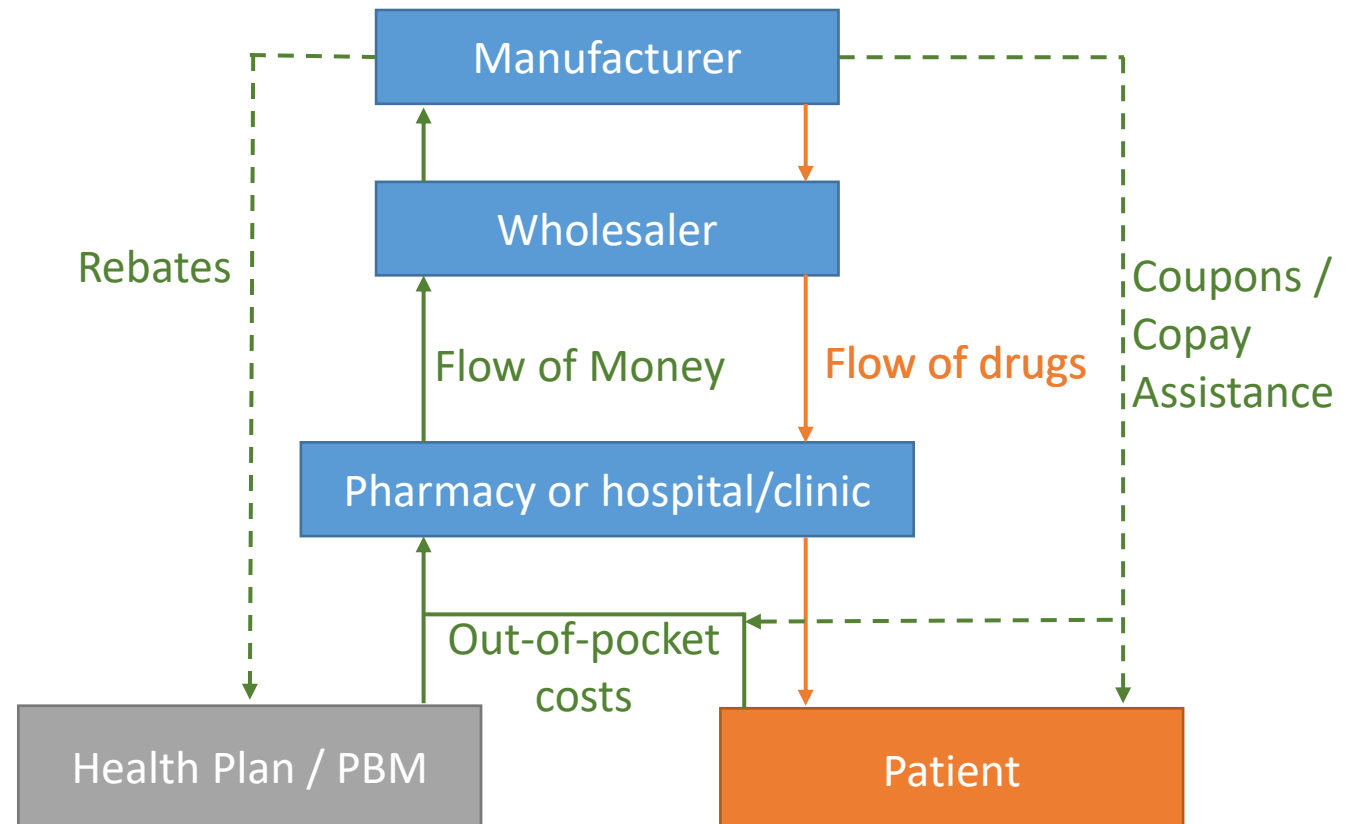 Manufacturer
Wholesaler
Rebates
Coupons /
Copay
Assistance
Flow of Money
Flow of drugs
Pharmacy or hospital/clinic
Out-of-pocket
costs
Health Plan / PBM
Patient